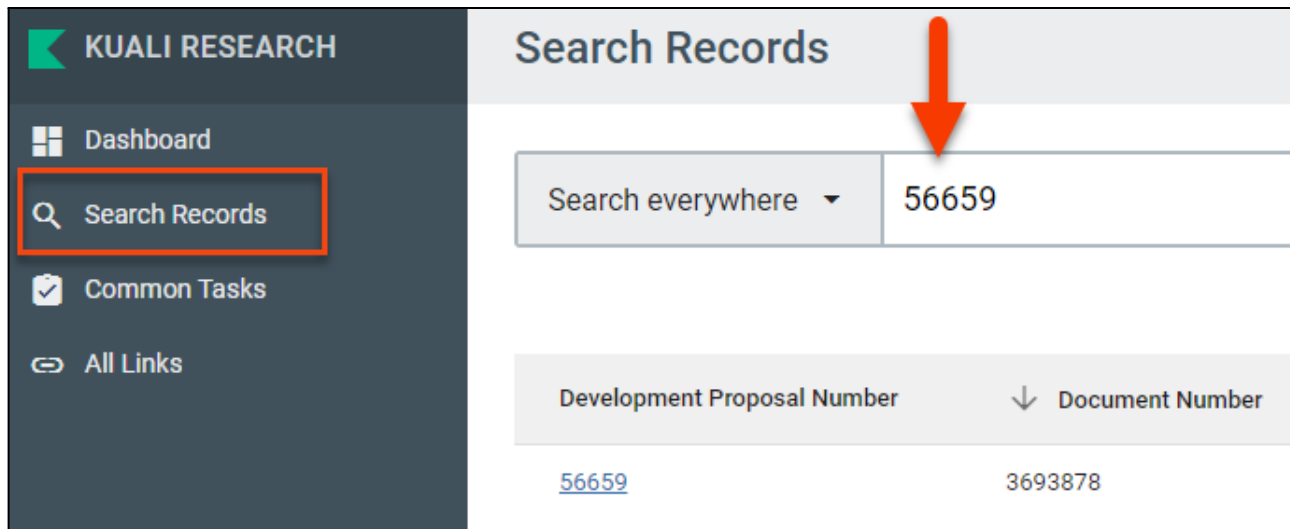 KUALI RESEARCH
Dashboard
Search Records
Common Tasks
All Links
Search Records
Search everywhere
56659
Development Proposal Number
Document Number
56659
3693878